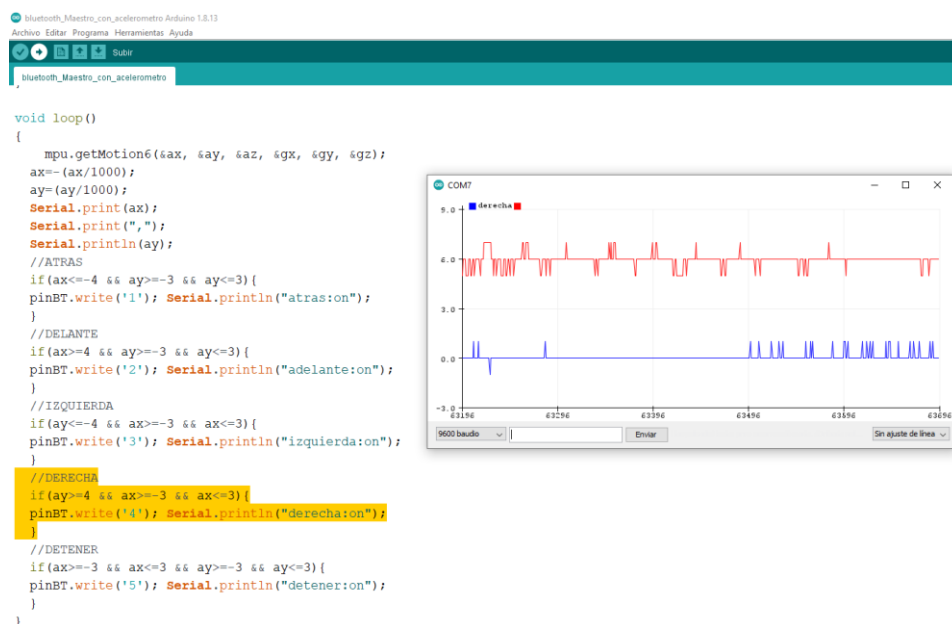 bluetooth_Maestro_con_acelerometro Arduino 1.8.13
Archivo Editar Programa Herramientas Ayuda
Subir
bluetooth_Maestro_con_acelerometro
void loop()
{
mpu.getMotion6(&ax, &ay, &az, &gx, &gy, &gz);
ax=-(ax/1000);
ay=(ay/1000);
Serial.print(ax);
Serial.print(",");
Serial.println(ay);
//ATRAS
if(ax<=-4 && ay>=-3 && ay<=3){
pinBT.write('1'); Serial.println("atras:on");
}
//DELANTE
if(ax>=4 && ay>=-3 && ay<=3){
pinBT.write('2'); Serial.println("adelante:on");
}
//IZQUIERDA
if(ay<=-4 && ax>=-3 && ax<=3){
pinBT.write('3'); Serial.println("izquierda:on");
}
//DERECHA
if(ay>=4 && ax>=-3 && ax<=3){
pinBT.write('4'); Serial.println("derecha:on");
}
//DETENER
if(ax>=-3 && ax<=3 && ay>=-3 && ay<=3){
pinBT.write('5'); Serial.println("detener:on");
}
}
COM7
derecha
9.0
6.0
3.0
0.0
-3.0
63196 63296 63396 63496 63596 63696
9600 baudio Enviar Sin ajuste de línea